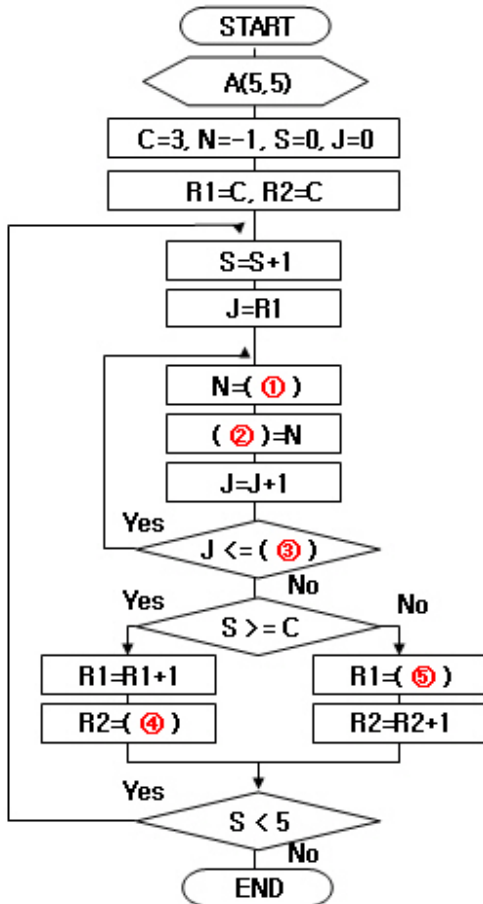 START
A(5,5)
C=3, N=-1, S=0, J=0
R1=C, R2=C
S=S+1
J=R1
N=( ① )
( ② )=N
J=J+1
Yes
J <= ( ③ )
No
Yes
S >= C
No
R1=R1+1
R1=( ⑤ )
R2=( ④ )
R2=R2+1
Yes
S < 5
No
END